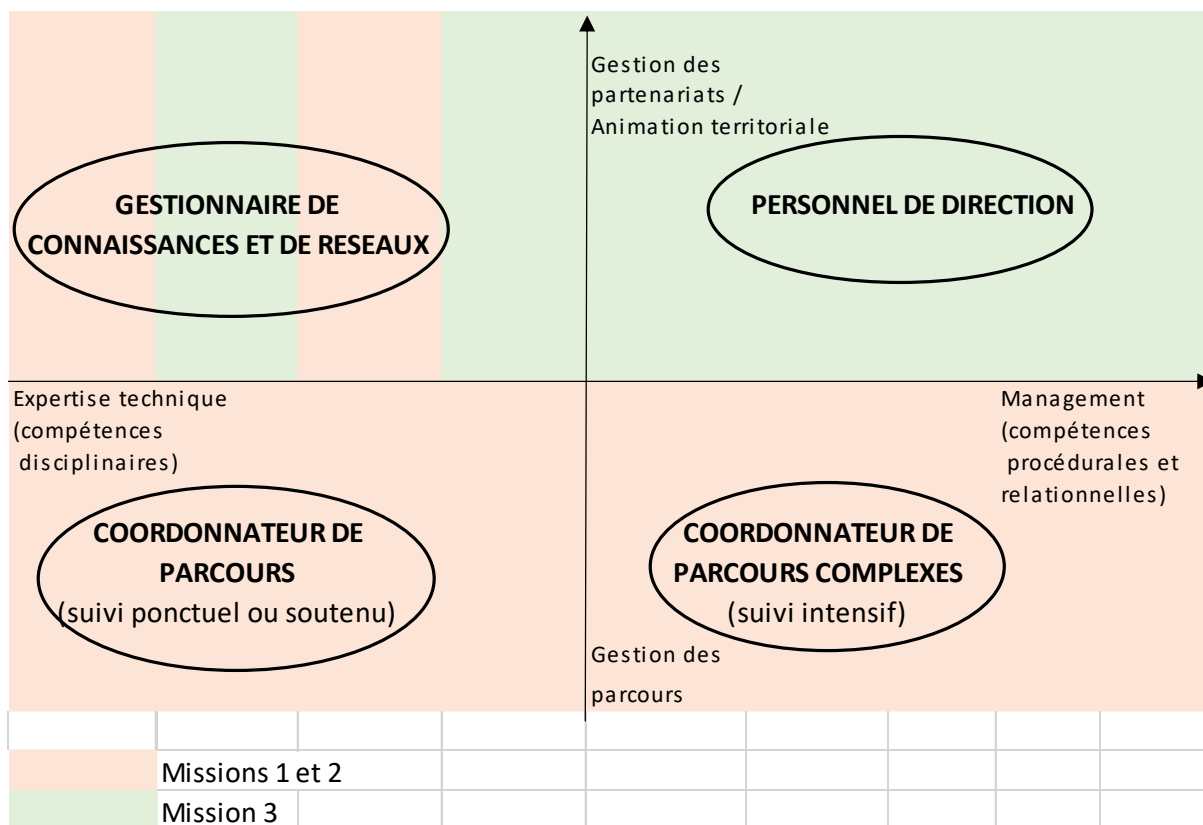 Gestion des
partenariats /
Animation territoriale
GESTIONNAIRE DE
CONNAISSANCES ET DE RESEAUX
PERSONNEL DE DIRECTION
Expertise technique
(compétences
disciplinaires)
Management
(compétences
procédurales et
relationnelles)
COORDONNATEUR DE
PARCOURS
(suivi ponctuel ou soutenu)
COORDONNATEUR DE
PARCOURS COMPLEXES
(suivi intensif)
Gestion des
parcours
Missions 1 et 2
Mission 3